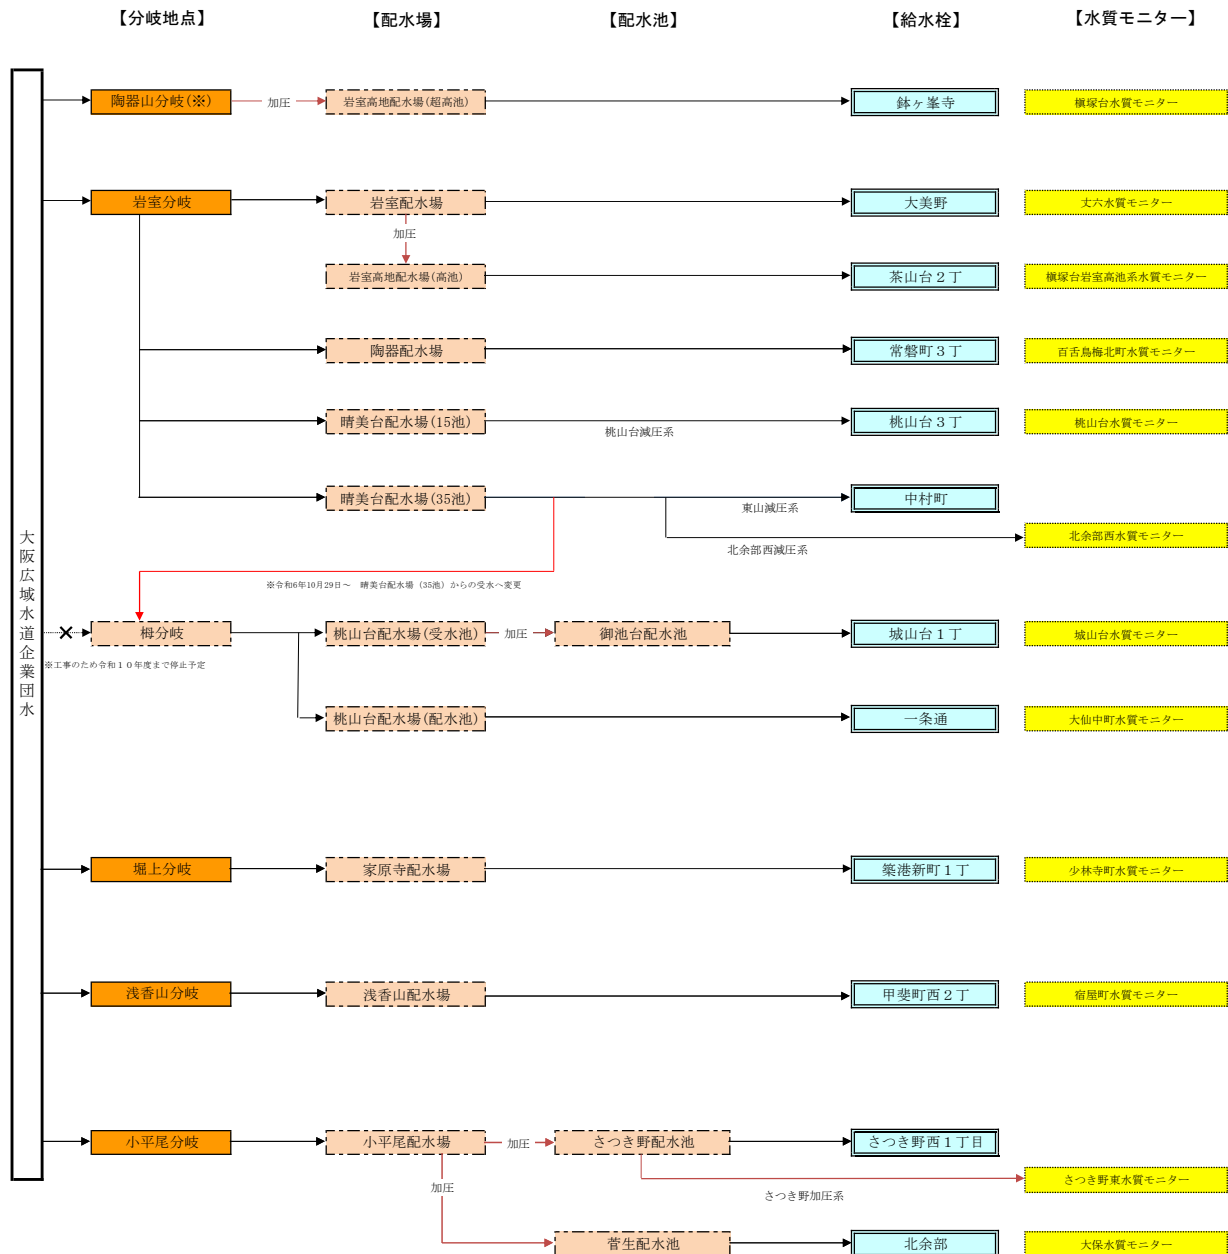 【分岐地点】 【配水場】 【配水池】 【給水栓】 【水質モニター】
大阪広域水道企業団水
陶器山分岐(※) 加圧 岩室高地配水場(超高池) 鉢ヶ峯寺 槇塚台水質モニター
岩室分岐 岩室配水場 大美野 丈六水質モニター
加圧
岩室高地配水場(高池) 茶山台２丁 槇塚台岩室高池系水質モニター
陶器配水場 常磐町３丁 百舌鳥梅北町水質モニター
晴美台配水場(15池) 桃山台３丁 桃山台水質モニター
桃山台減圧系
晴美台配水場(35池) 中村町
東山減圧系
北余部西水質モニター
北余部西減圧系
※令和6年10月29日～　晴美台配水場（35池）からの受水へ変更
栂分岐 桃山台配水場(受水池) 加圧 御池台配水池 城山台１丁 城山台水質モニター
※工事のため令和１０年度まで停止予定
桃山台配水場(配水池) 一条通 大仙中町水質モニター
堀上分岐 家原寺配水場 築港新町１丁 少林寺町水質モニター
浅香山分岐 浅香山配水場 甲斐町西２丁 宿屋町水質モニター
小平尾分岐 小平尾配水場 加圧 さつき野配水池 さつき野西１丁目
さつき野東水質モニター
加圧
さつき野加圧系
菅生配水池 北余部 大保水質モニター